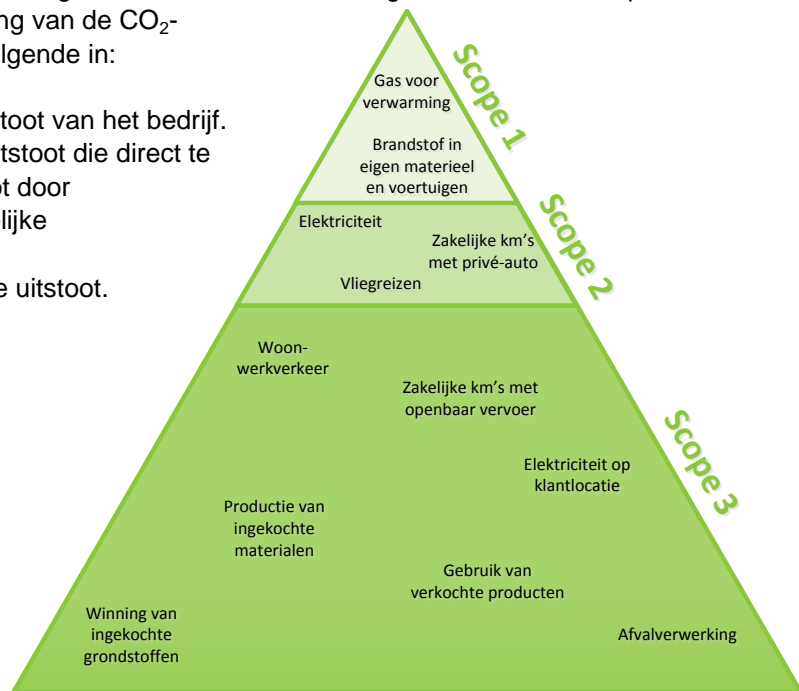 ng van de CO₂-
lgende in:
toot van het bedrijf.
tstoot die direct te
ot door
elijke
e uitstoot.
Scope 1
Gas voor
verwarming
Brandstof in
eigen materieel
en voertuigen
Scope 2
Elektriciteit
Zakelijke km's
met privé-auto
Vliegreizen
Scope 3
Woon-
werkverkeer
Zakelijke km's met
openbaar vervoer
Elektriciteit op
klantlocatie
Productie van
ingekochte
materialen
Gebruik van
verkochte producten
Winning van
ingekochte
grondstoffen
Afvalverwerking